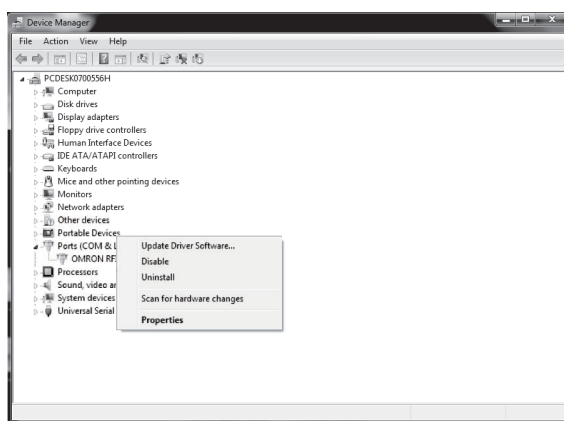 Device Manager
File Action View Help
PCDESK0700556H
Computer
Disk drives
Display adapters
Floppy drive controllers
Human Interface Devices
IDE ATA/ATAPI controllers
Keyboards
Mice and other pointing devices
Monitors
Network adapters
Other devices
Portable Devices
Ports (COM & L
OMRON RF
Processors
Sound, video ar
System devices
Universal Serial
Update Driver Software...
Disable
Uninstall
Scan for hardware changes
Properties